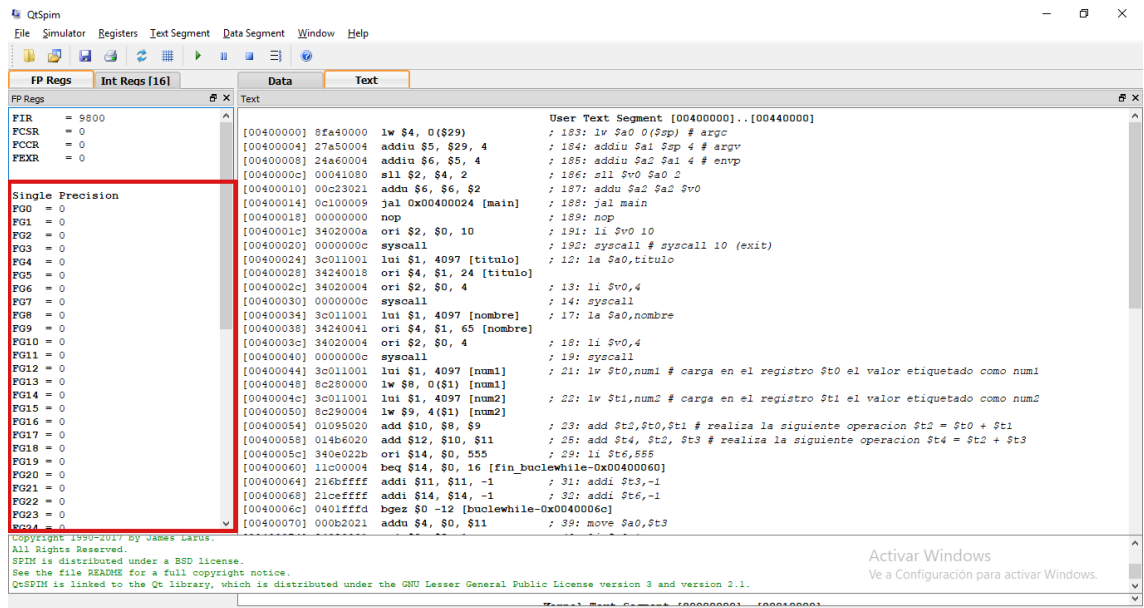 QtSpim
File Simulator Registers Text Segment Data Segment Window Help
FP Regs Int Regs [16] Data Text
FP Regs
Text
FIR = 9800
FCSR = 0
FCCR = 0
FEXR = 0
Single Precision
FG0 = 0
FG1 = 0
FG2 = 0
FG3 = 0
FG4 = 0
FG5 = 0
FG6 = 0
FG7 = 0
FG8 = 0
FG9 = 0
FG10 = 0
FG11 = 0
FG12 = 0
FG13 = 0
FG14 = 0
FG15 = 0
FG16 = 0
FG17 = 0
FG18 = 0
FG19 = 0
FG20 = 0
FG21 = 0
FG22 = 0
FG23 = 0
FG24 = 0
User Text Segment [00400000]..[00440000]
[00400000] 8fa40000 lw $4, 0($29) ; 183: lw $a0 0($sp) # argc
[00400004] 27a50004 addiu $5, $29, 4 ; 184: addiu $a1 $sp 4 # argv
[00400008] 24a60004 addiu $6, $5, 4 ; 185: addiu $a2 $a1 4 # envp
[0040000c] 00041080 sll $2, $4, 2 ; 186: sll $v0 $a0 2
[00400010] 00c23021 addu $6, $6, $2 ; 187: addu $a2 $a2 $v0
[00400014] 0c100009 jal 0x00400024 [main] ; 188: jal main
[00400018] 00000000 nop ; 189: nop
[0040001c] 3402000a ori $2, $0, 10 ; 191: li $v0 10
[00400020] 0000000c syscall ; 192: syscall # syscall 10 (exit)
[00400024] 3c011001 lui $1, 4097 [titulo] ; 12: la $a0,titulo
[00400028] 34240018 ori $4, $1, 24 [titulo]
[0040002c] 34020004 ori $2, $0, 4 ; 13: li $v0,4
[00400030] 0000000c syscall ; 14: syscall
[00400034] 3c011001 lui $1, 4097 [nombre] ; 17: la $a0,nombre
[00400038] 34240041 ori $4, $1, 65 [nombre]
[0040003c] 34020004 ori $2, $0, 4 ; 18: li $v0,4
[00400040] 0000000c syscall ; 19: syscall
[00400044] 3c011001 lui $1, 4097 [num1] ; 21: lw $t0,num1 # carga en el registro $t0 el valor etiquetado como num1
[00400048] 8c280000 lw $8, 0($1) [num1]
[0040004c] 3c011001 lui $1, 4097 [num2] ; 22: lw $t1,num2 # carga en el registro $t1 el valor etiquetado como num2
[00400050] 8c290004 lw $9, 4($1) [num2]
[00400054] 01095020 add $10, $8, $9 ; 23: add $t2,$t0,$t1 # realiza la siguiente operacion $t2 = $t0 + $t1
[00400058] 014b6020 add $12, $10, $11 ; 25: add $t4, $t2, $t3 # realiza la siguiente operacion $t4 = $t2 + $t3
[0040005c] 340e022b ori $14, $0, 555 ; 29: li $t6,555
[00400060] 11c00004 beq $14, $0, 16 [fin_buclewhile-0x00400060]
[00400064] 216bffff addi $11, $11, -1 ; 31: addi $t3,-1
[00400068] 21ceffff addi $14, $14, -1 ; 32: addi $t6,-1
[0040006c] 0401fffd bgez $0 -12 [buclewhile-0x0040006c]
[00400070] 000b2021 addu $4, $0, $11 ; 39: move $a0,$t3
Copyright 1990-2017 by James Larus.
All Rights Reserved.
SPIM is distributed under a BSD license.
See the file README for a full copyright notice.
QtSPIM is linked to the Qt library, which is distributed under the GNU Lesser General Public License version 3 and version 2.1.
Activar Windows
Ve a Configuración para activar Windows.